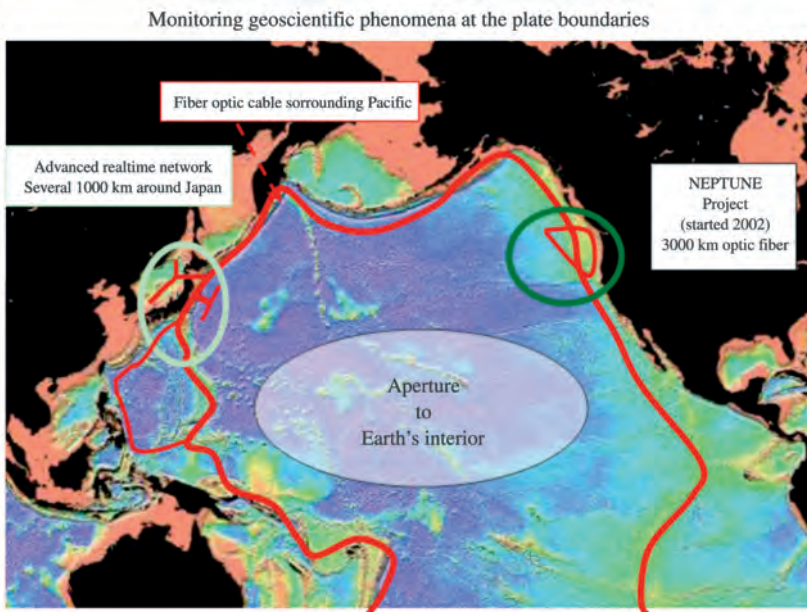 Monitoring geoscientific phenomena at the plate boundaries
Fiber optic cable sorrounding Pacific
Advanced realtime network
Several 1000 km around Japan
NEPTUNE
Project
(started 2002)
3000 km optic fiber
Aperture
to
Earth's interior